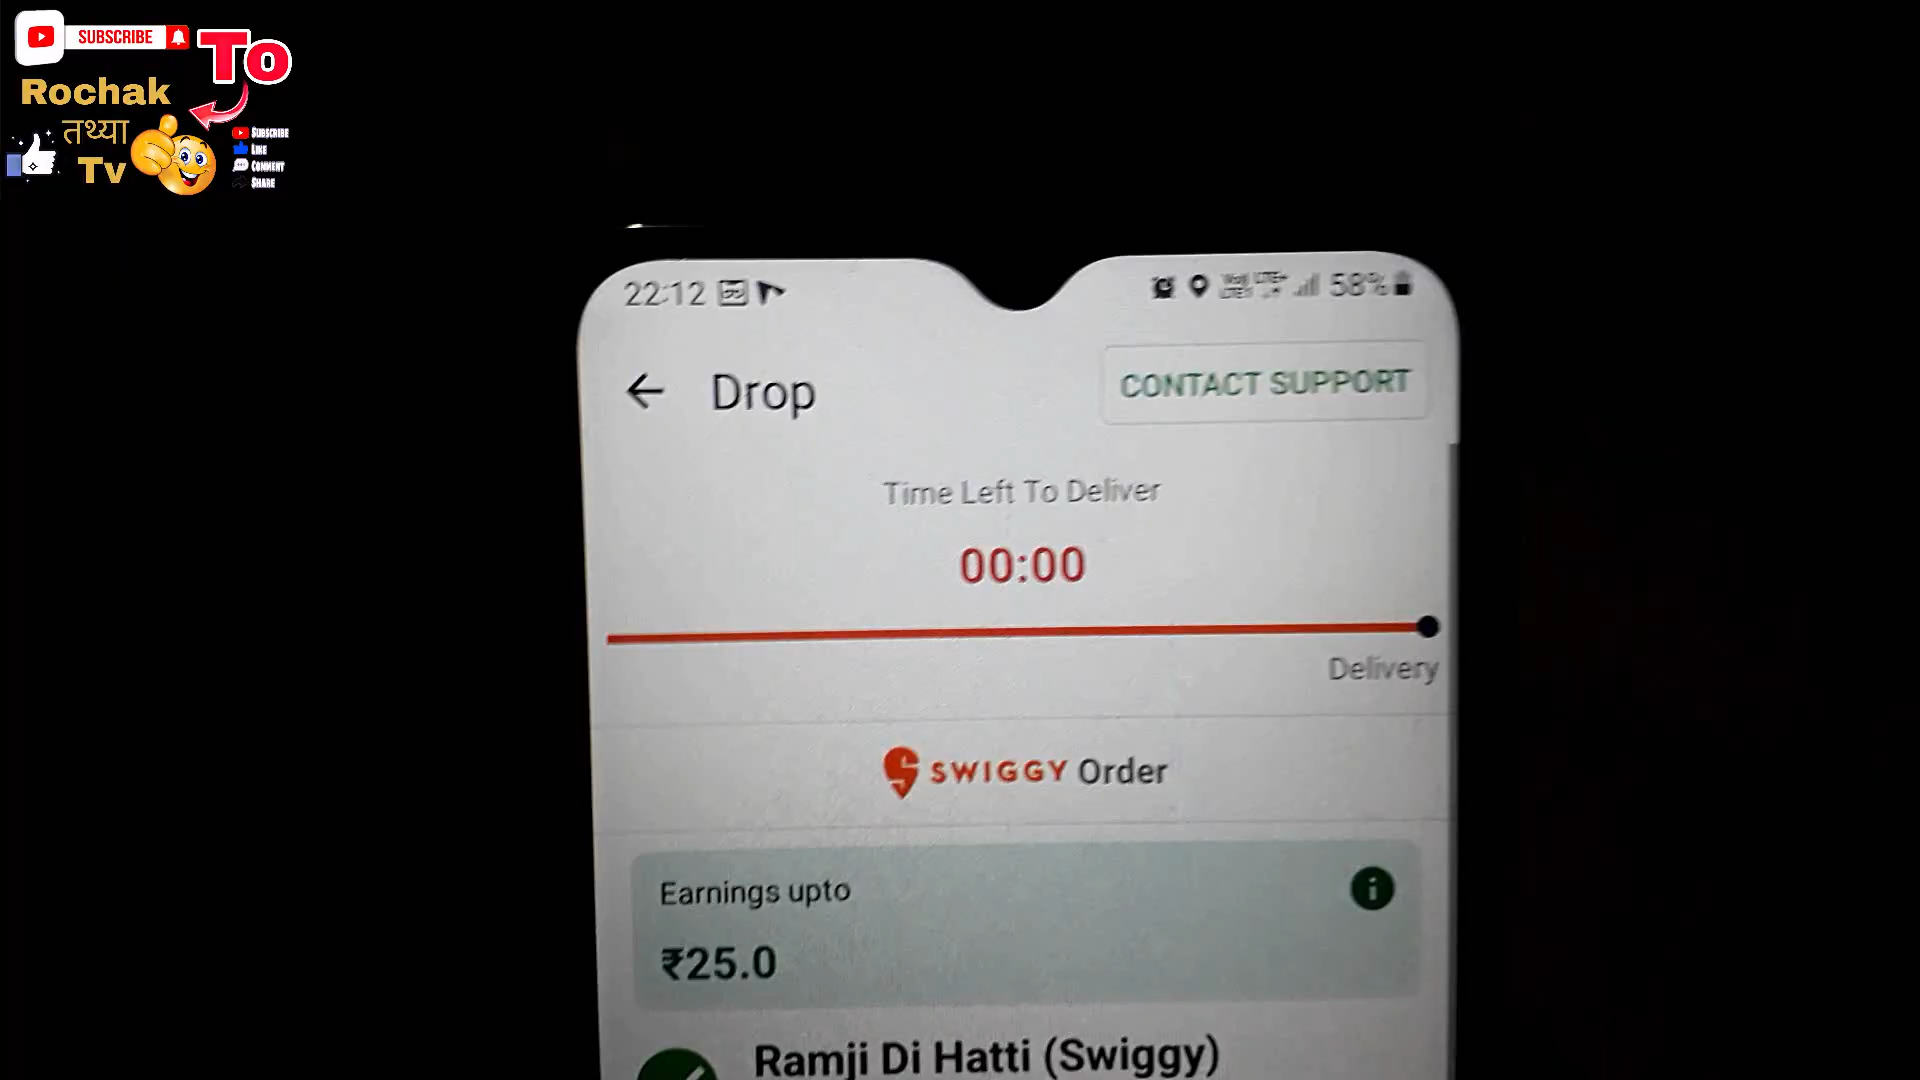 SUBSCRIBE
To
Rochak
तथ्या
Tv
SUBSCRIBE
LIKE
COMMENT
SHARE
22:12
58%
Drop
CONTACT SUPPORT
Time Left To Deliver
00:00
Delivery
SWIGGY Order
Earnings upto
₹25.0
Ramji Di Hatti (Swiggy)